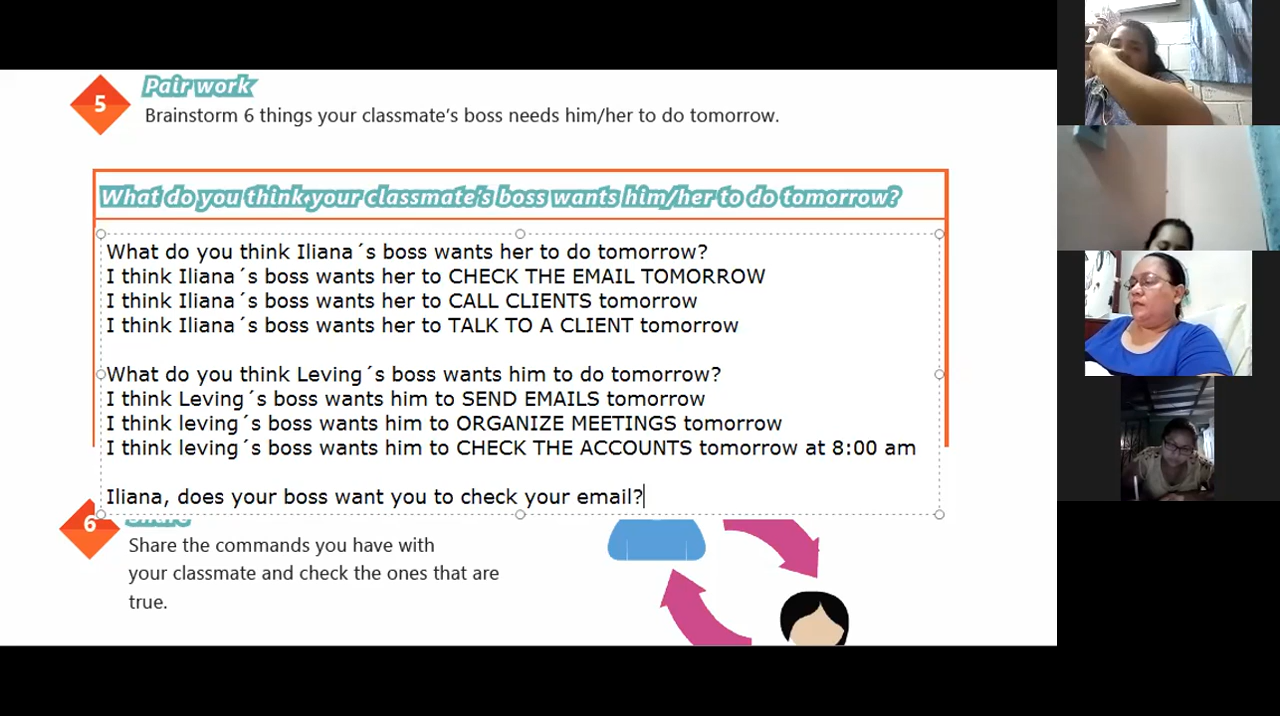 5
Pair work
Brainstorm 6 things your classmate's boss needs him/her to do tomorrow.
What do you think your classmate's boss wants him/her to do tomorrow?
What do you think Iliana´s boss wants her to do tomorrow?
I think Iliana´s boss wants her to CHECK THE EMAIL TOMORROW
I think Iliana´s boss wants her to CALL CLIENTS tomorrow
I think Iliana´s boss wants her to TALK TO A CLIENT tomorrow
What do you think Leving´s boss wants him to do tomorrow?
I think Leving´s boss wants him to SEND EMAILS tomorrow
I think leving´s boss wants him to ORGANIZE MEETINGS tomorrow
I think leving´s boss wants him to CHECK THE ACCOUNTS tomorrow at 8:00 am
Iliana, does your boss want you to check your email?
6
Share
Share the commands you have with
your classmate and check the ones that are
true.